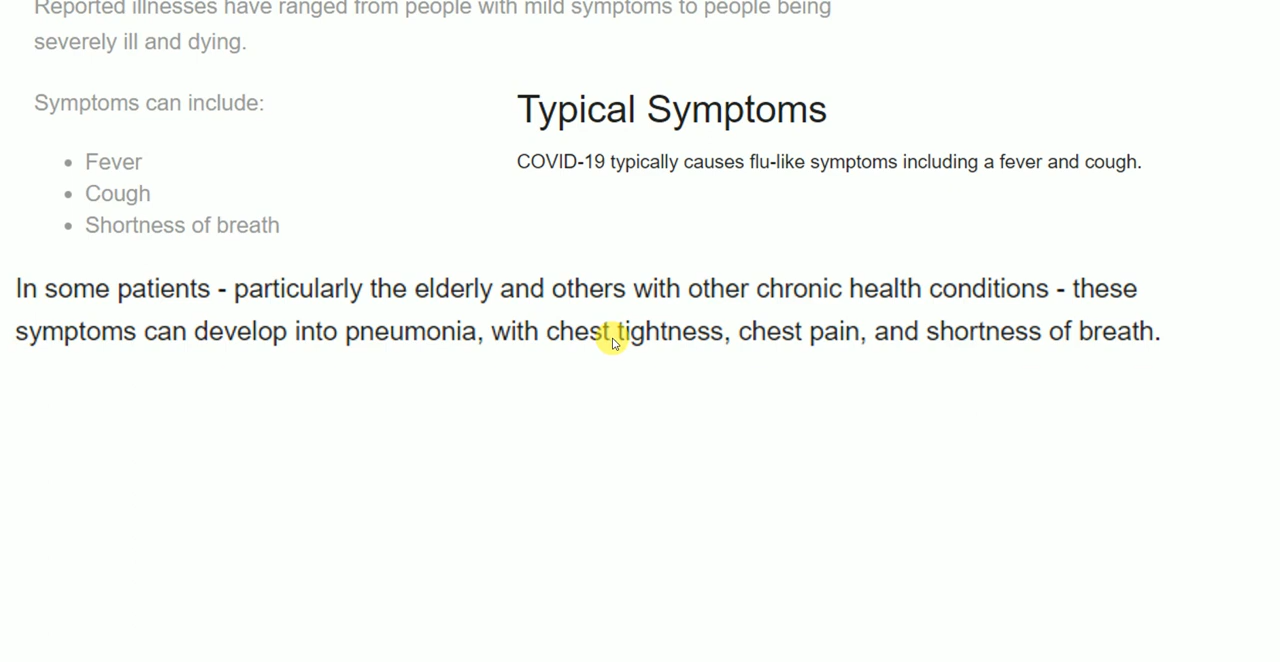 Reported illnesses have ranged from people with mild symptoms to people being
severely ill and dying.
Symptoms can include:
• Fever
• Cough
• Shortness of breath
Typical Symptoms
COVID-19 typically causes flu-like symptoms including a fever and cough.
In some patients - particularly the elderly and others with other chronic health conditions - these
symptoms can develop into pneumonia, with chest tightness, chest pain, and shortness of breath.